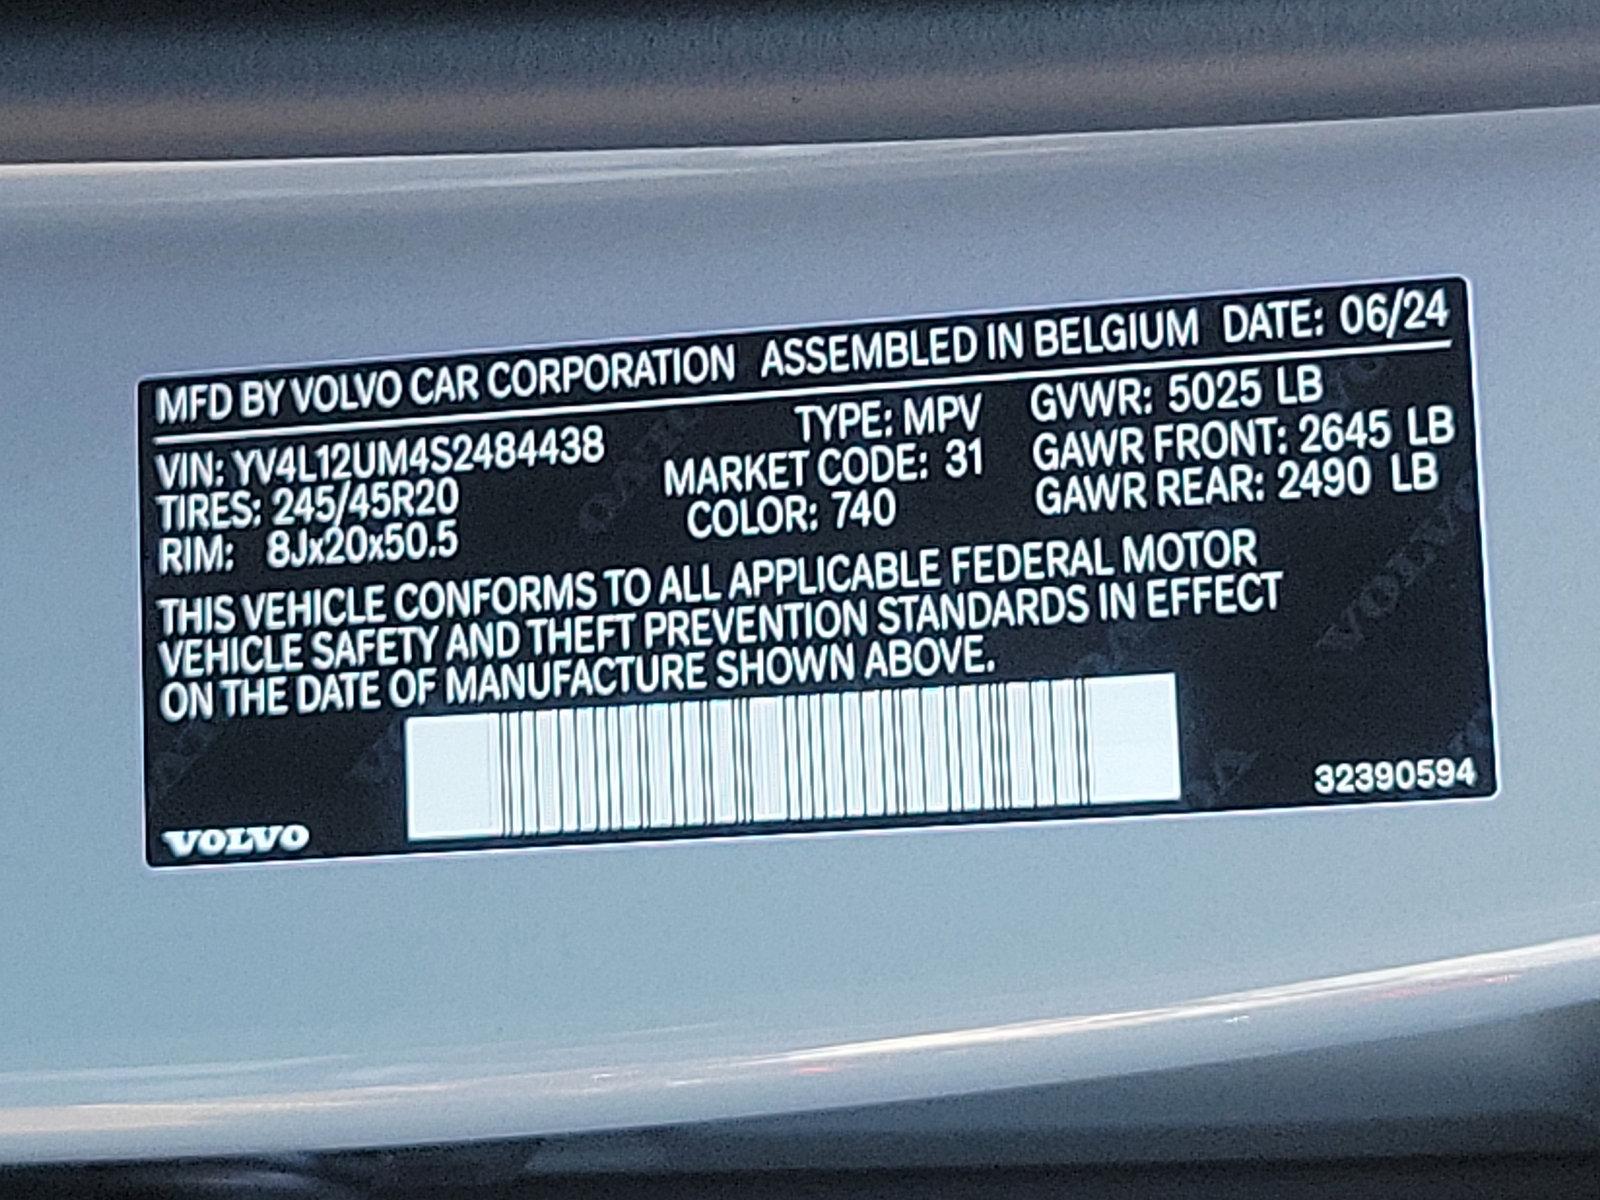 MFD BY VOLVO CAR CORPORATION ASSEMBLED IN BELGIUM DATE: 06/24
VIN: YV4L12UM4S2484438 TYPE: MPV GVWR: 5025 LB
TIRES: 245/45R20 MARKET CODE: 31 GAWR FRONT: 2645 LB
RIM: 8Jx20x50.5 COLOR: 740 GAWR REAR: 2490 LB
THIS VEHICLE CONFORMS TO ALL APPLICABLE FEDERAL MOTOR
VEHICLE SAFETY AND THEFT PREVENTION STANDARDS IN EFFECT
ON THE DATE OF MANUFACTURE SHOWN ABOVE.
VOLVO 32390594